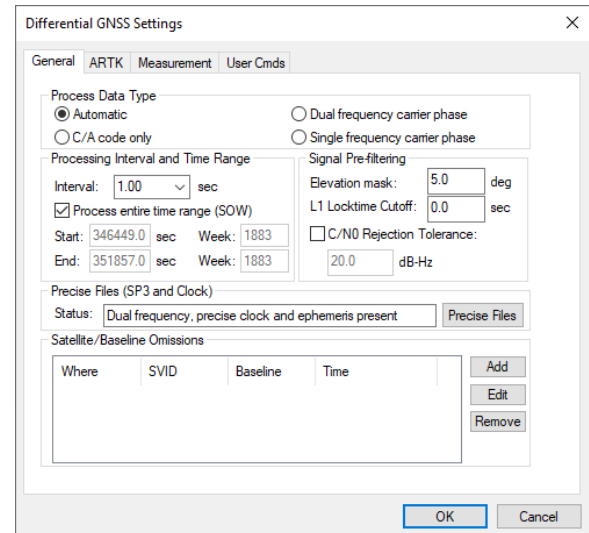 Differential GNSS Settings
General ARTK Measurement User Cmds
Process Data Type
Automatic Dual frequency carrier phase
C/A code only Single frequency carrier phase
Processing Interval and Time Range
Interval: 1.00 sec
Process entire time range (SOW)
Start: 346449.0 sec Week: 1883
End: 351857.0 sec Week: 1883
Signal Pre-filtering
Elevation mask: 5.0 deg
L1 Locktime Cutoff: 0.0 sec
C/N0 Rejection Tolerance:
20.0 dB-Hz
Precise Files (SP3 and Clock)
Status: Dual frequency, precise clock and ephemeris present Precise Files
Satellite/Baseline Omissions
Where SVID Baseline Time
Add
Edit
Remove
OK Cancel